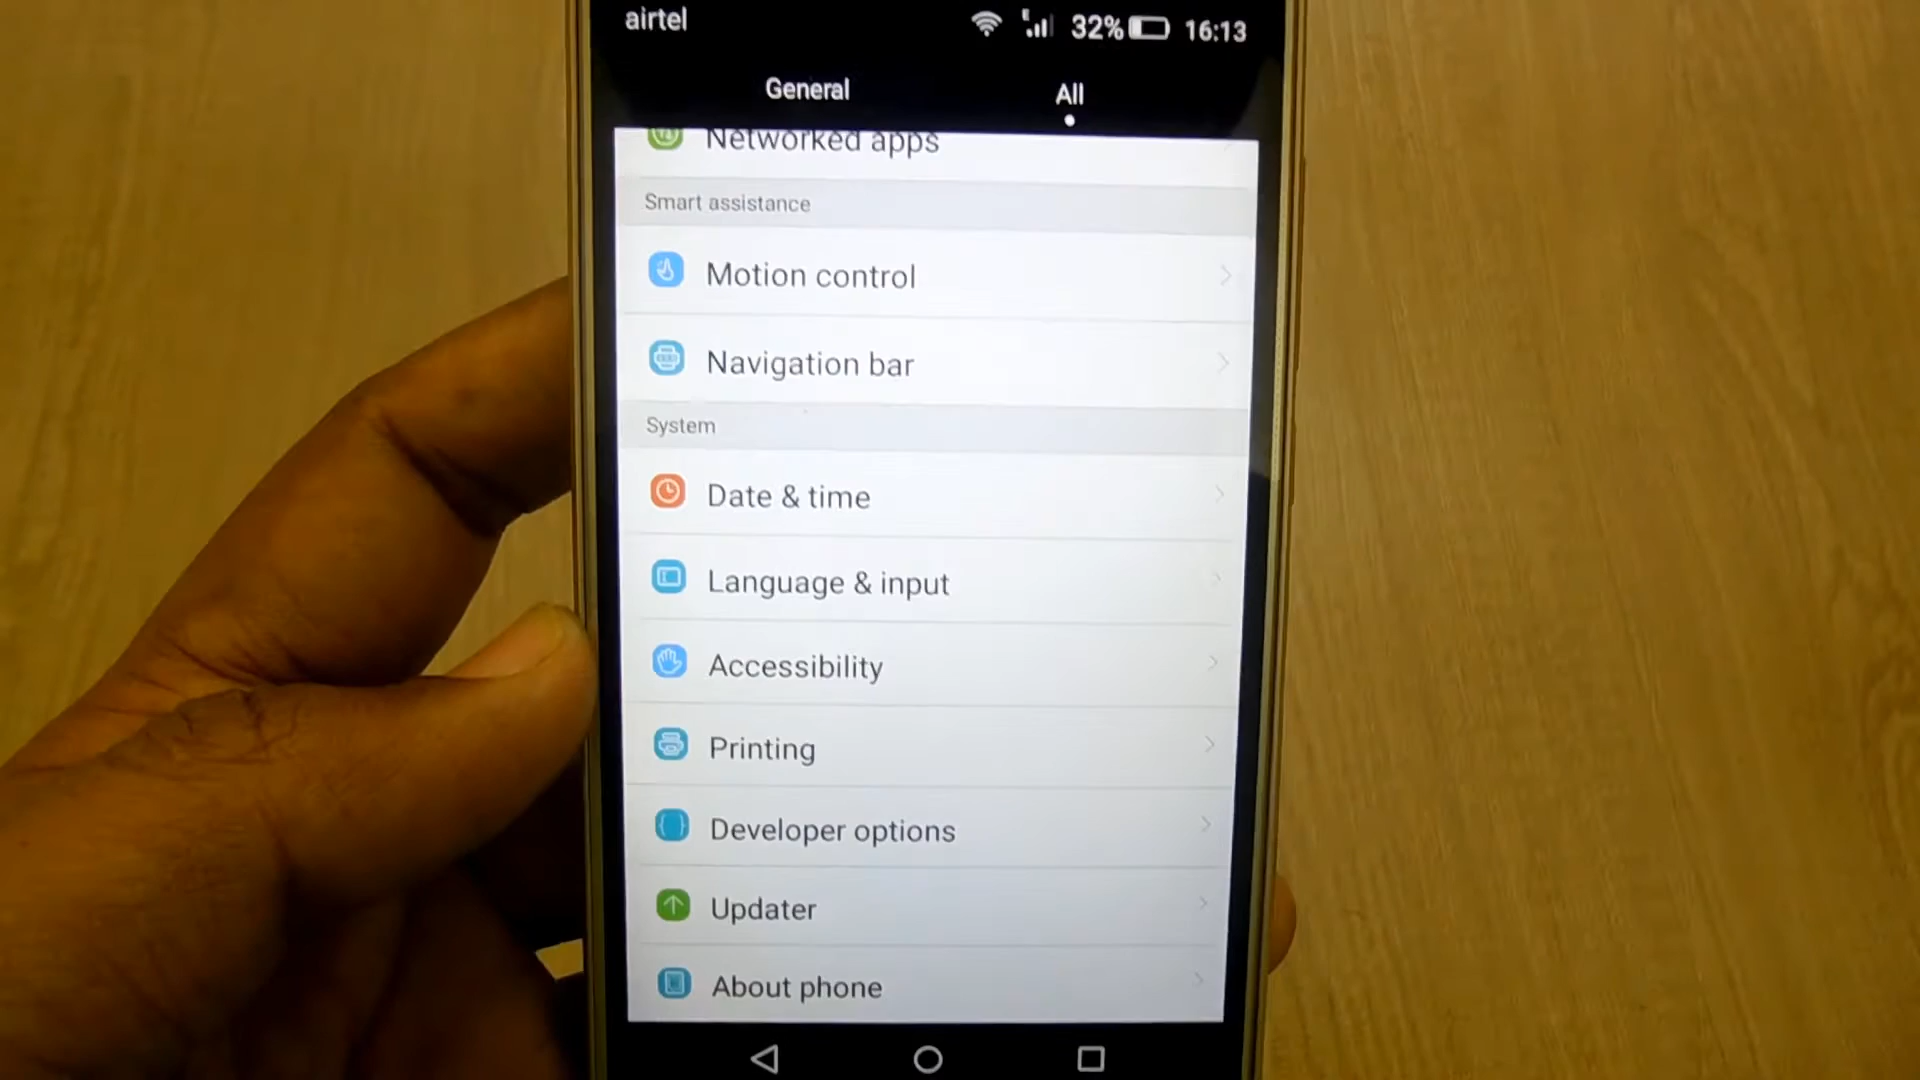 airtel 32% 16:13
General All
Networked apps
Smart assistance
Motion control
Navigation bar
System
Date & time
Language & input
Accessibility
Printing
Developer options
Updater
About phone